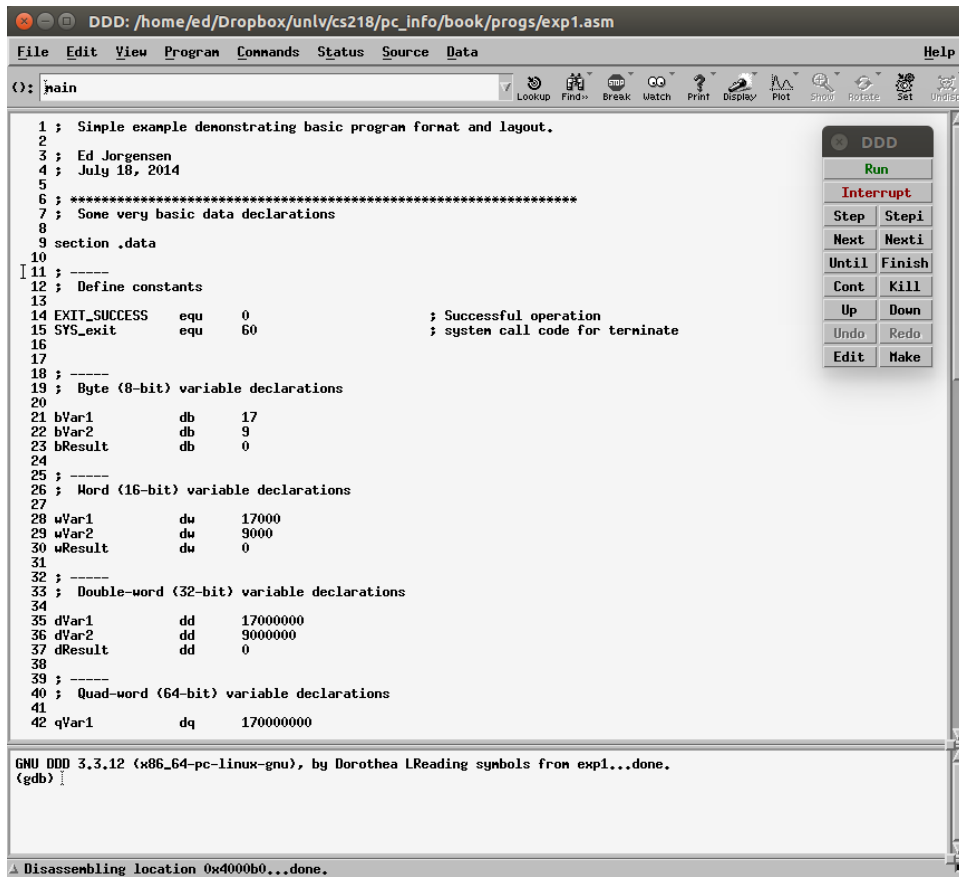 DDD: /home/ed/Dropbox/unlv/cs218/pc_info/book/progs/exp1.asm
File Edit View Program Commands Status Source Data Help
(): main
Lookup Find» Break Watch Print Display Plot Show Rotate Set Undisp
1 ; Simple example demonstrating basic program format and layout.
2
3 ; Ed Jorgensen
4 ; July 18, 2014
5
6 ; *****************************************************************
7 ; Some very basic data declarations
8
9 section .data
10
11 ; -----
12 ; Define constants
13
14 EXIT_SUCCESS equ 0 ; Successful operation
15 SYS_exit equ 60 ; system call code for terminate
16
17
18 ; -----
19 ; Byte (8-bit) variable declarations
20
21 bVar1 db 17
22 bVar2 db 9
23 bResult db 0
24
25 ; -----
26 ; Word (16-bit) variable declarations
27
28 wVar1 dw 17000
29 wVar2 dw 9000
30 wResult dw 0
31
32 ; -----
33 ; Double-word (32-bit) variable declarations
34
35 dVar1 dd 17000000
36 dVar2 dd 9000000
37 dResult dd 0
38
39 ; -----
40 ; Quad-word (64-bit) variable declarations
41
42 qVar1 dq 170000000
DDD
Run
Interrupt
Step Stepi
Next Nexti
Until Finish
Cont Kill
Up Down
Undo Redo
Edit Make
GNU DDD 3.3.12 (x86_64-pc-linux-gnu), by Dorothea LReading symbols from exp1...done.
(gdb)
Disassembling location 0x4000b0...done.